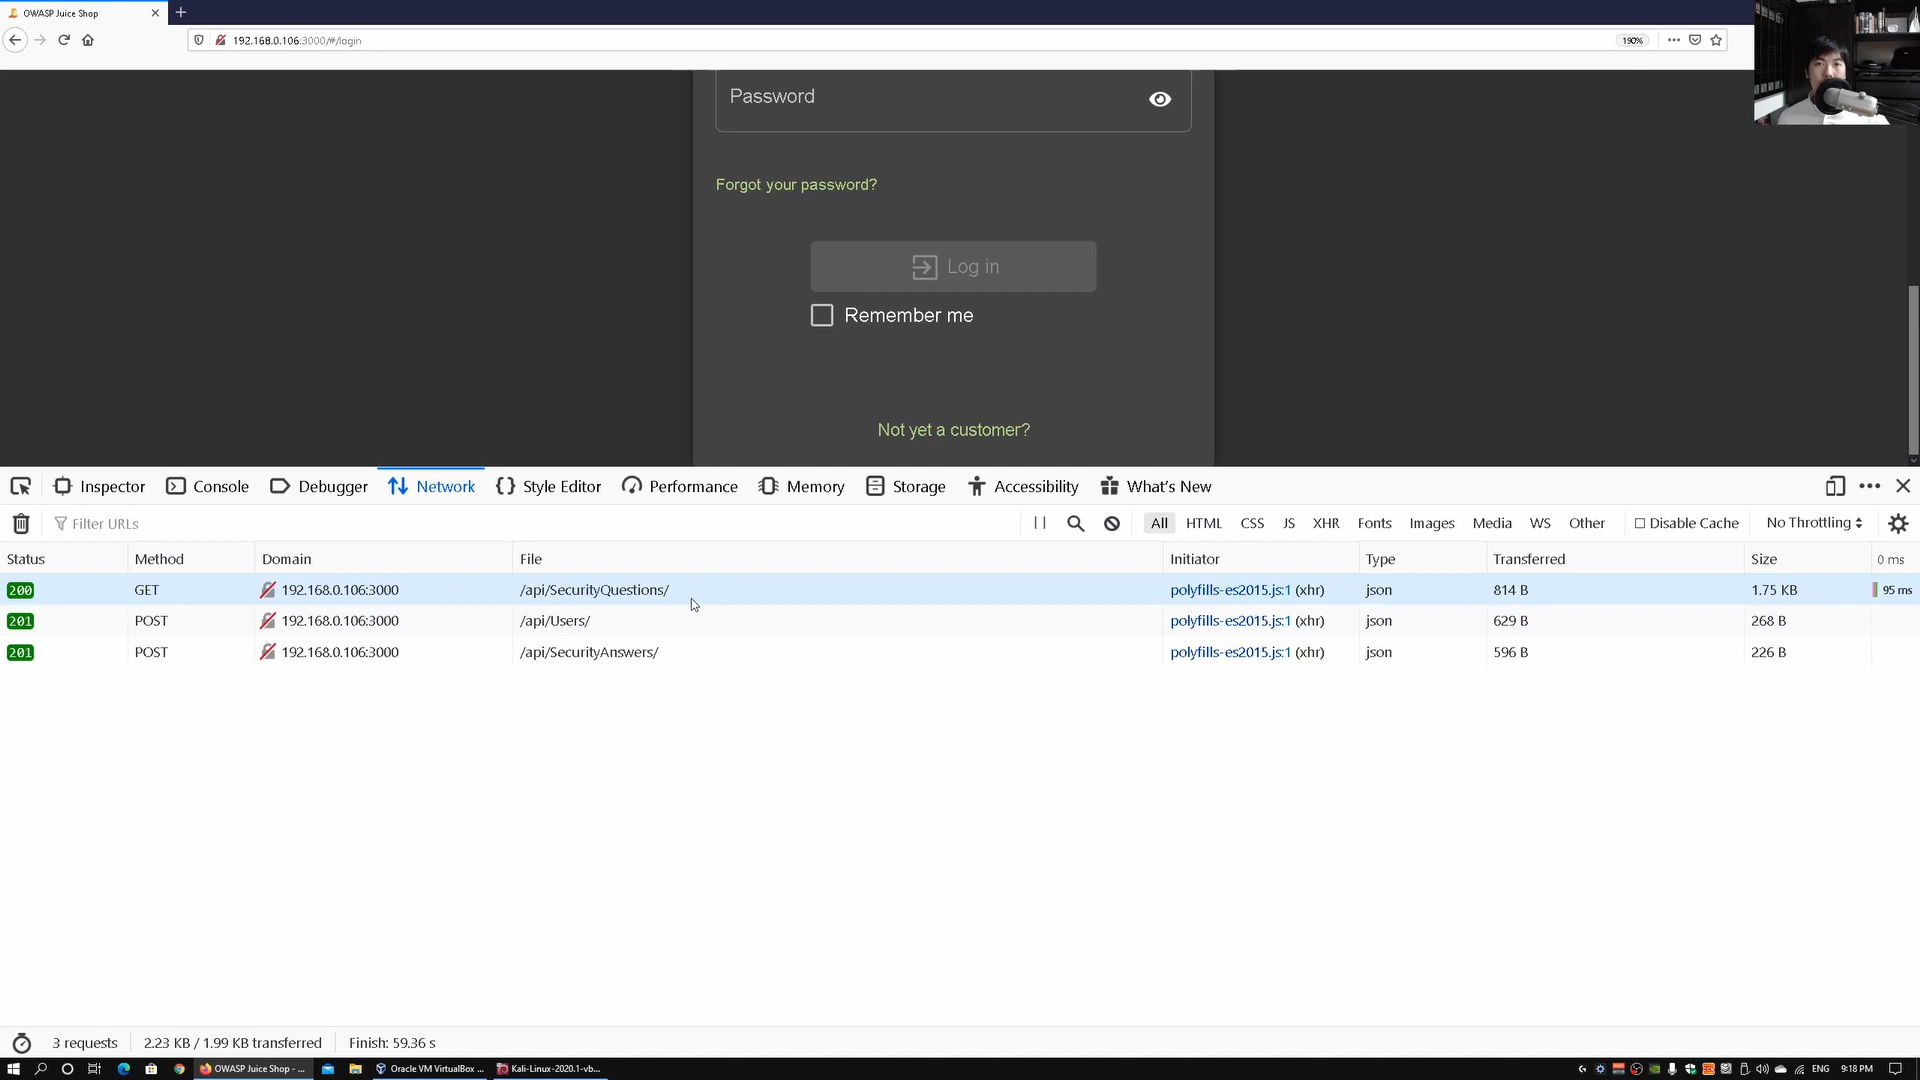 OWASP Juice Shop
192.168.0.106:3000/#/login
190%
Password
Forgot your password?
Log in
Remember me
Not yet a customer?
Inspector Console Debugger Network Style Editor Performance Memory Storage Accessibility What's New
Filter URLs All HTML CSS JS XHR Fonts Images Media WS Other Disable Cache No Throttling
Status Method Domain File Initiator Type Transferred Size 0 ms
200 GET 192.168.0.106:3000 /api/SecurityQuestions/ polyfills-es2015.js:1 (xhr) json 814 B 1.75 KB 95 ms
201 POST 192.168.0.106:3000 /api/Users/ polyfills-es2015.js:1 (xhr) json 629 B 268 B
201 POST 192.168.0.106:3000 /api/SecurityAnswers/ polyfills-es2015.js:1 (xhr) json 596 B 226 B
3 requests 2.23 KB / 1.99 KB transferred Finish: 59.36 s
OWASP Juice Shop - ... Oracle VM VirtualBox ... Kali-Linux-2020.1-vb... ENG 9:18 PM